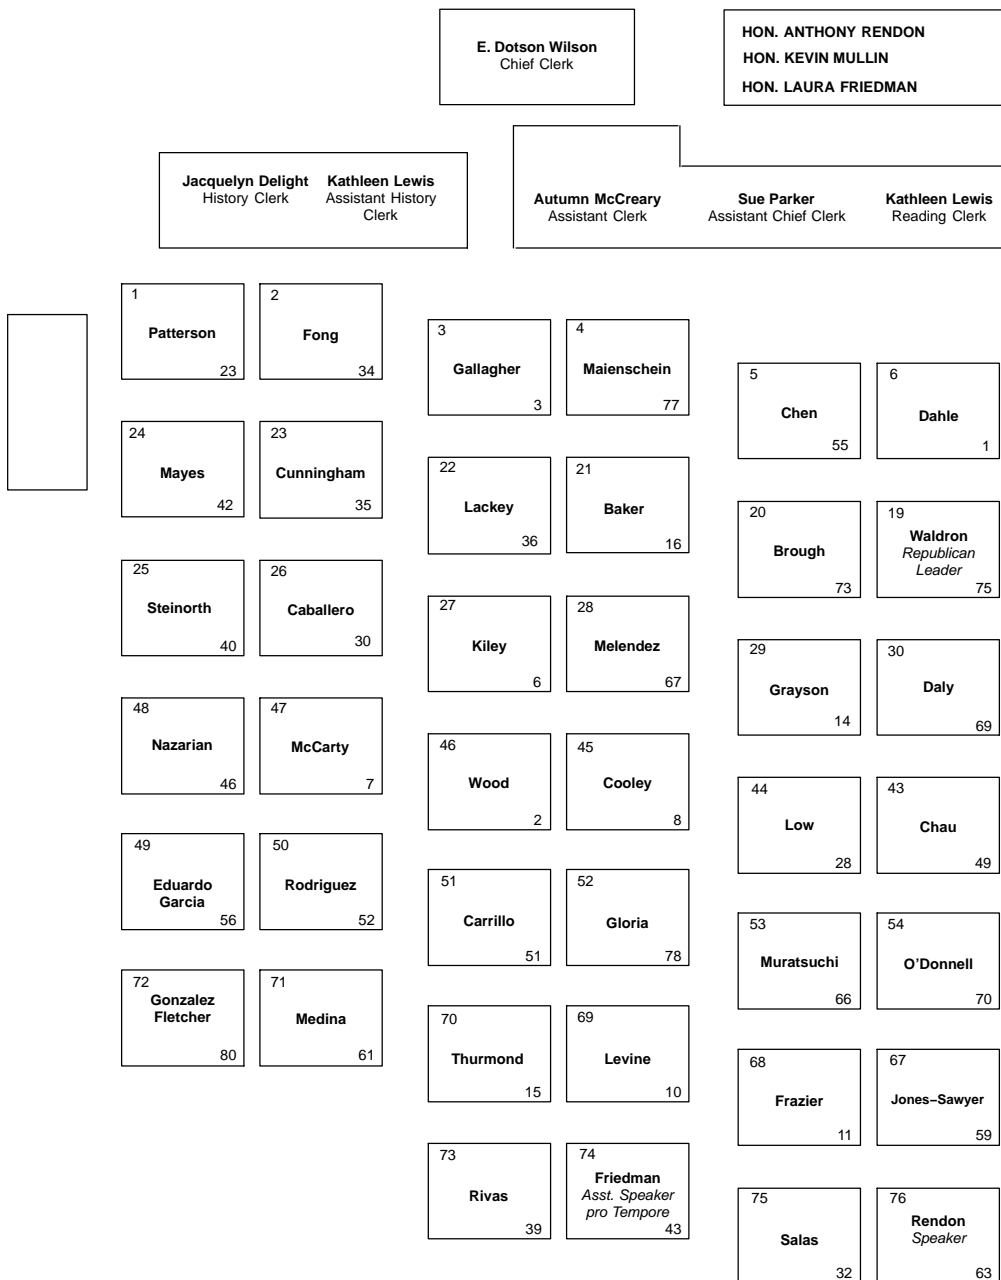 E. Dotson Wilson
Chief Clerk
HON. ANTHONY RENDON
HON. KEVIN MULLIN
HON. LAURA FRIEDMAN
Jacquelyn Delight
History Clerk
Kathleen Lewis
Assistant History
Clerk
Autumn McCreary
Assistant Clerk
Sue Parker
Assistant Chief Clerk
Kathleen Lewis
Reading Clerk
1
Patterson
23
2
Fong
34
3
Gallagher
3
4
Maienschein
77
5
Chen
55
6
Dahle
1
24
Mayes
42
23
Cunningham
35
22
Lackey
36
21
Baker
16
20
Brough
73
19
Waldron
Republican
Leader
75
25
Steinorth
40
26
Caballero
30
27
Kiley
6
28
Melendez
67
29
Grayson
14
30
Daly
69
48
Nazarian
46
47
McCarty
7
46
Wood
2
45
Cooley
8
44
Low
28
43
Chau
49
49
Eduardo
Garcia
56
50
Rodriguez
52
51
Carrillo
51
52
Gloria
78
53
Muratsuchi
66
54
O’Donnell
70
72
Gonzalez
Fletcher
80
71
Medina
61
70
Thurmond
15
69
Levine
10
68
Frazier
11
67
Jones−Sawyer
59
73
Rivas
39
74
Friedman
Asst. Speaker
pro Tempore
43
75
Salas
32
76
Rendon
Speaker
63